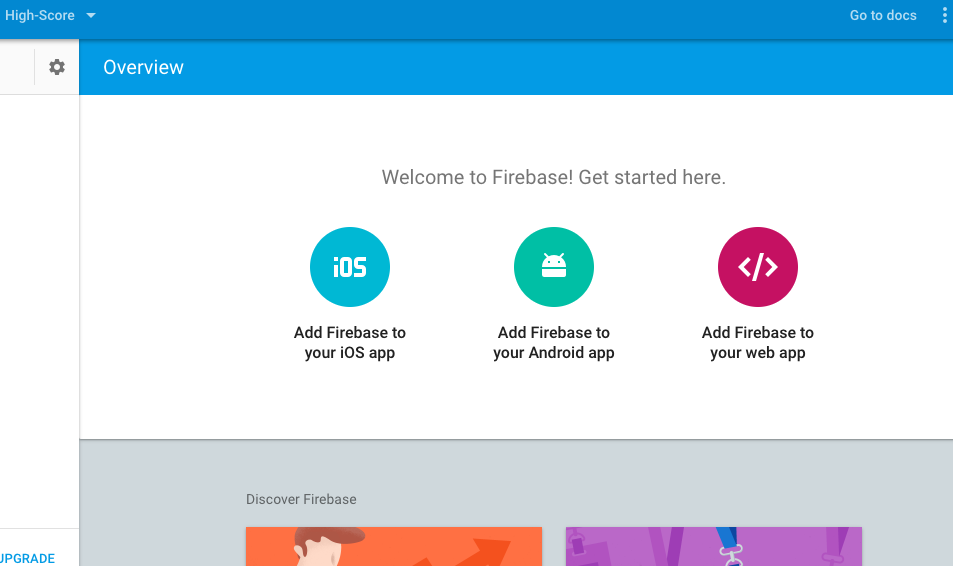 High-Score
Go to docs
Overview
Welcome to Firebase! Get started here.
iOS
</>
Add Firebase to
your iOS app
Add Firebase to
your Android app
Add Firebase to
your web app
Discover Firebase
UPGRADE